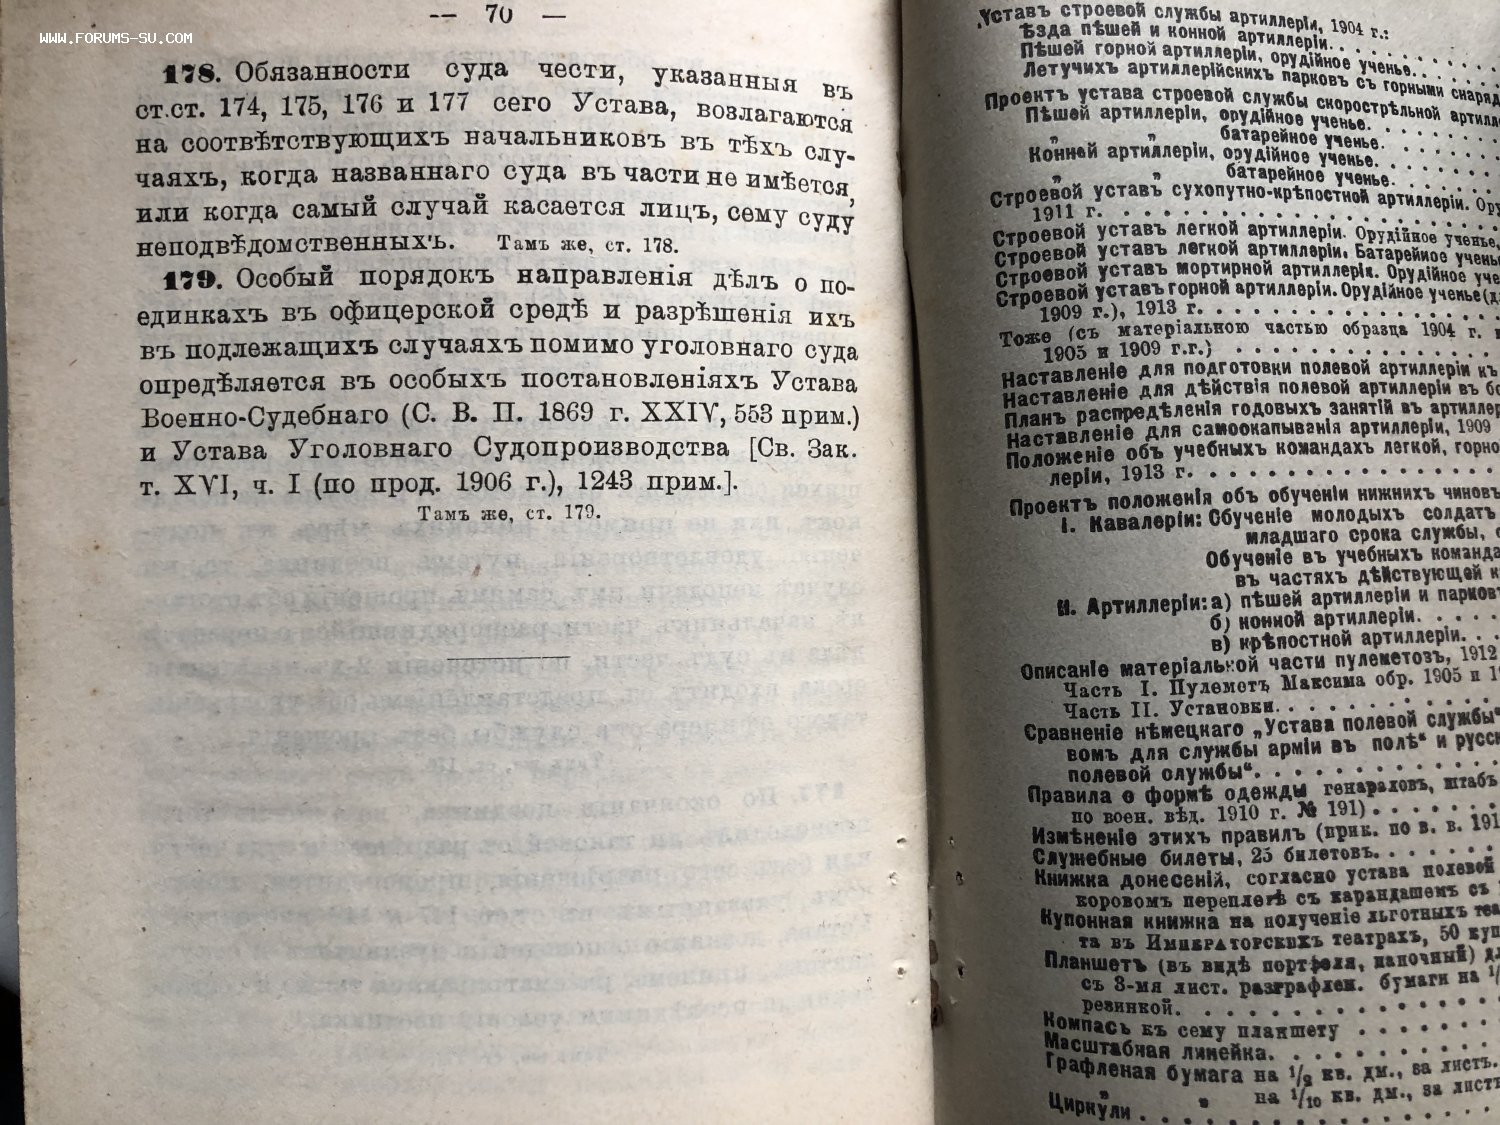 WWW.FORUMS-SU.COM
— 70 —
178. Обязанности суда чести, указанныя въ
ст.ст. 174, 175, 176 и 177 сего Устава, возлагаются
на соотвѣтствующихъ начальниковъ въ тѣхъ слу-
чаяхъ, когда названнаго суда въ части не имѣется,
или когда самый случай касается лицъ, сему суду
неподвѣдомственныхъ. Тамъ же, ст. 178.
179. Особый порядокъ направленія дѣлъ о по-
единкахъ въ офицерской средѣ и разрѣшенія ихъ
въ подлежащихъ случаяхъ помимо уголовнаго суда
опредѣляется въ особыхъ постановленіяхъ Устава
Военно-Судебнаго (С. В. П. 1869 г. XXIV, 553 прим.)
и Устава Уголовнаго Судопроизводства [Св. Зак.
т. XVI, ч. I (по прод. 1906 г.), 1243 прим.].
Тамъ же, ст. 179.
Уставъ строевой службы артиллеріи, 1904 г.:
Ѣзда пѣшей и конной артиллеріи.
Пѣшей горной артиллеріи, орудійное ученье.
Летучихъ артиллерійскихъ парковъ съ горными
Проектъ устава строевой службы скорострѣльной
Пѣшей артиллеріи, орудійное ученье.
„ „ батарейное ученье.
Конней артиллеріи, орудійное ученье.
„ „ батарейное ученье.
Строевой уставъ сухопутно-крѣпостной артиллеріи.
1911 г.
Строевой уставъ легкой артиллеріи. Орудійное ученье,
Строевой уставъ легкой артиллеріи. Батарейное
Строевой уставъ мортирной артиллеріи. Орудійное
Строевой уставъ горной артиллеріи. Орудійное ученье
1909 г.), 1913 г.
Тоже (съ матеріальною частью образца 1904 г.
1905 и 1909 г.г.)
Наставленіе для подготовки полевой артиллеріи къ
Наставленіе для дѣйствія полевой артиллеріи въ
Планъ распредѣленія годовыхъ занятій въ
Наставленіе для самоокапыванія артиллеріи, 1909
Положеніе объ учебныхъ командахъ легкой,
леріи, 1913 г.
Проектъ положенія объ обученіи нижнихъ чиновъ
I. Кавалеріи: Обученіе молодыхъ солдатъ
младшаго срока службы,
Обученіе въ учебныхъ
въ частяхъ дѣйствующей
II. Артиллеріи: а) пѣшей артиллеріи и
б) конной артиллеріи.
в) крѣпостной артиллеріи.
Описаніе матеріальной части пулеметовъ, 1912
Часть I. Пулеметъ Максима обр. 1905 и
Часть II. Установки.
Сравненіе нѣмецкаго „Устава полевой службы“
вомъ для службы арміи въ полѣ“ и
полевой службы“.
Правила о формѣ одежды генераловъ,
по воен. вѣд. 1910 г. № 191)
Измѣненіе этихъ правилъ (прик. по в. в.
Служебные билеты, 25 билетовъ.
Книжка донесеній, согласно устава полевой
коровомъ переплетѣ съ карандашемъ съ
Купонная книжка на полученіе льготныхъ
та въ Императорскихъ театрахъ, 50
Планшетъ (въ видѣ портфеля, папочный)
съ 3-мя лист. разграфлен. бумаги на
резинкой.
Компасъ къ сему планшету
Масштабная линейка.
Графленая бумага на 1/2 кв. дм., за листъ.
„ „ на 1/10 кв. дм., за листъ
Циркули